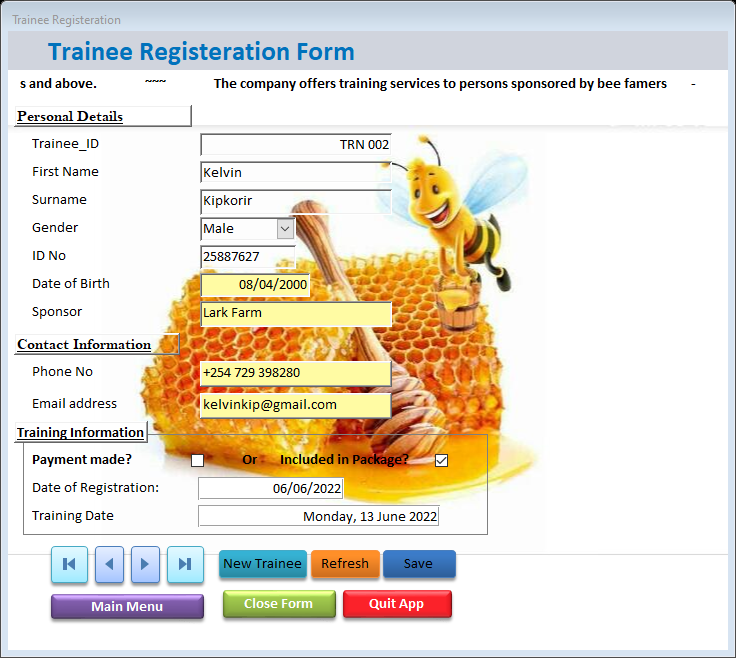 Trainee Registeration
Trainee Registeration Form
s and above. ~~~ The company offers training services to persons sponsored by bee famers -
Personal Details
Trainee_ID TRN 002
First Name Kelvin
Surname Kipkorir
Gender Male
ID No 25887627
Date of Birth 08/04/2000
Sponsor Lark Farm
Contact Information
Phone No +254 729 398280
Email address kelvinkip@gmail.com
Training Information
Payment made? Or Included in Package?
Date of Registration: 06/06/2022
Training Date Monday, 13 June 2022
New Trainee Refresh Save
Main Menu Close Form Quit App